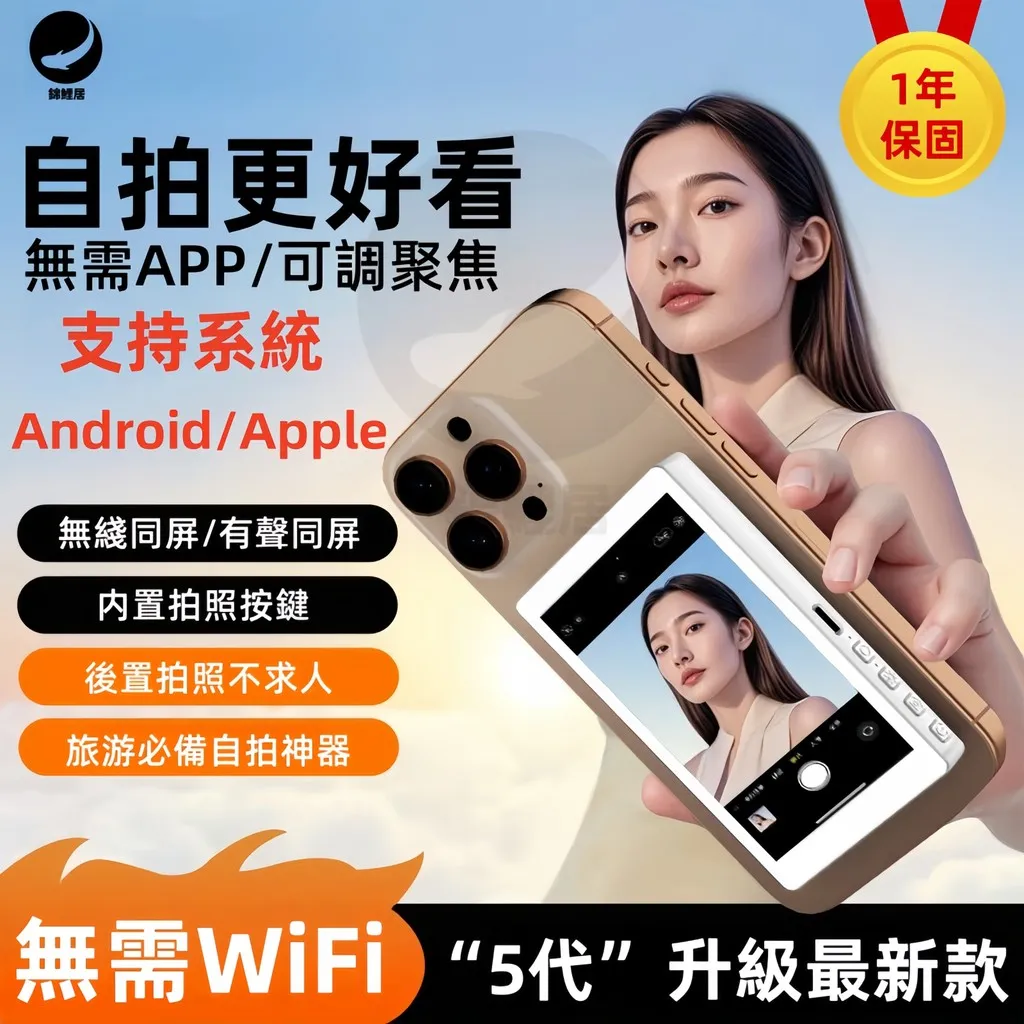 錦鯉居
1年
保固
自拍更好看
無需APP/可調聚焦
支持系統
Android/Apple
無綫同屏/有聲同屏
内置拍照按鍵
後置拍照不求人
旅游必備自拍神器
無需WiFi
“5代”升級最新款